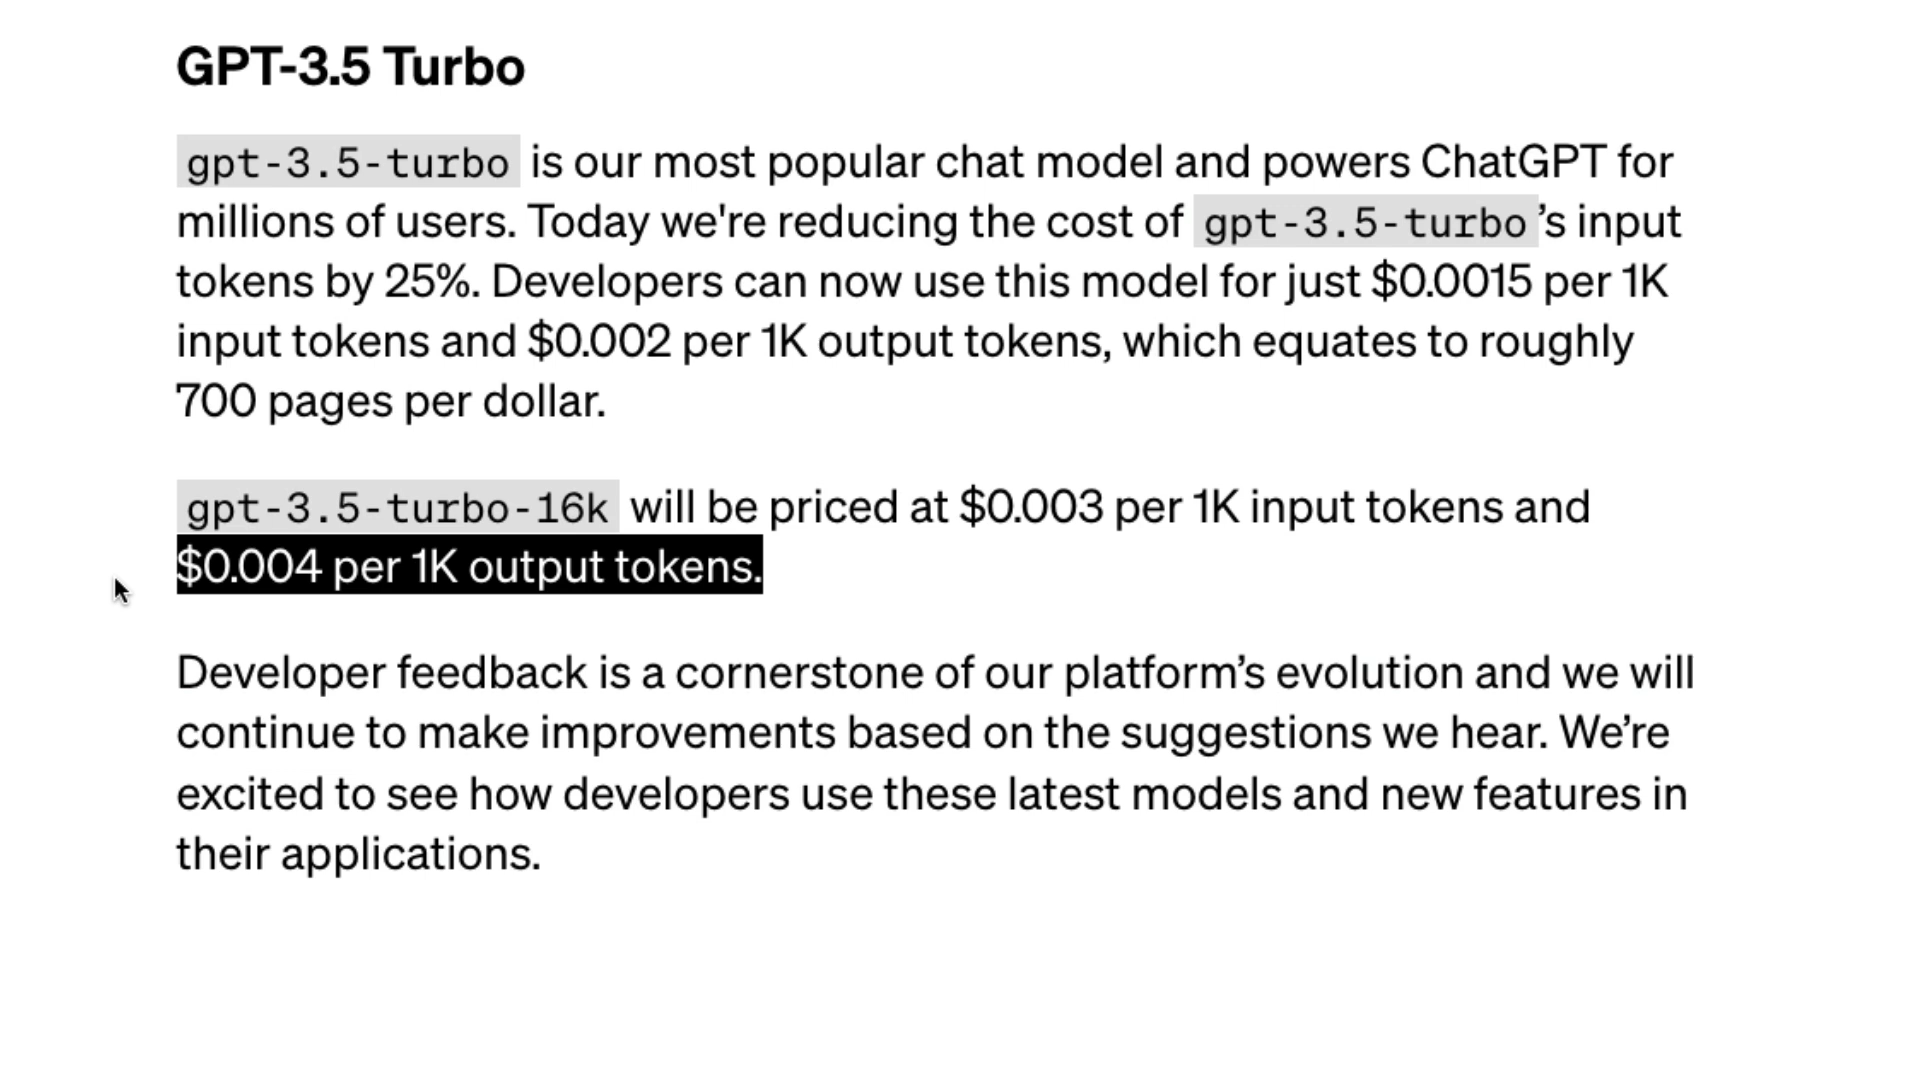 GPT-3.5 Turbo
gpt-3.5-turbo is our most popular chat model and powers ChatGPT for
millions of users. Today we're reducing the cost of gpt-3.5-turbo’s input
tokens by 25%. Developers can now use this model for just $0.0015 per 1K
input tokens and $0.002 per 1K output tokens, which equates to roughly
700 pages per dollar.
gpt-3.5-turbo-16k will be priced at $0.003 per 1K input tokens and
$0.004 per 1K output tokens.
Developer feedback is a cornerstone of our platform’s evolution and we will
continue to make improvements based on the suggestions we hear. We’re
excited to see how developers use these latest models and new features in
their applications.